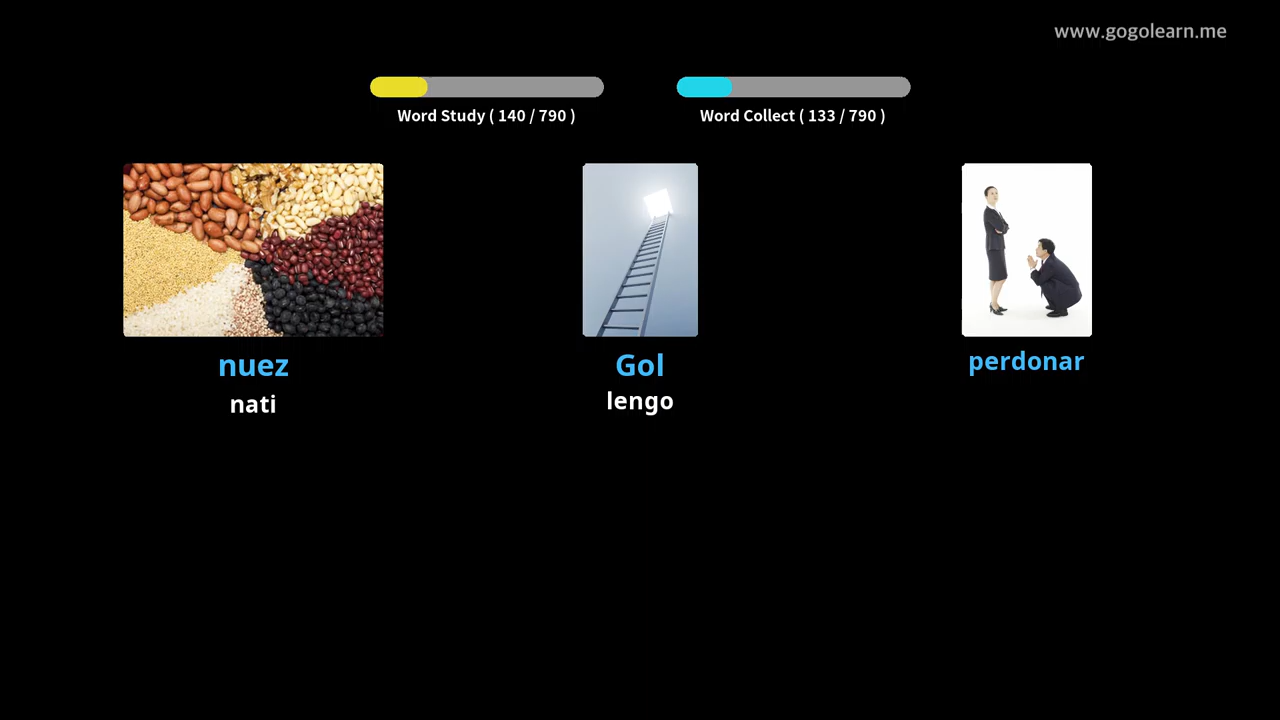 www.gogolearn.me
Word Study ( 140 / 790 )
Word Collect ( 133 / 790 )
nuez
nati
Gol
lengo
perdonar